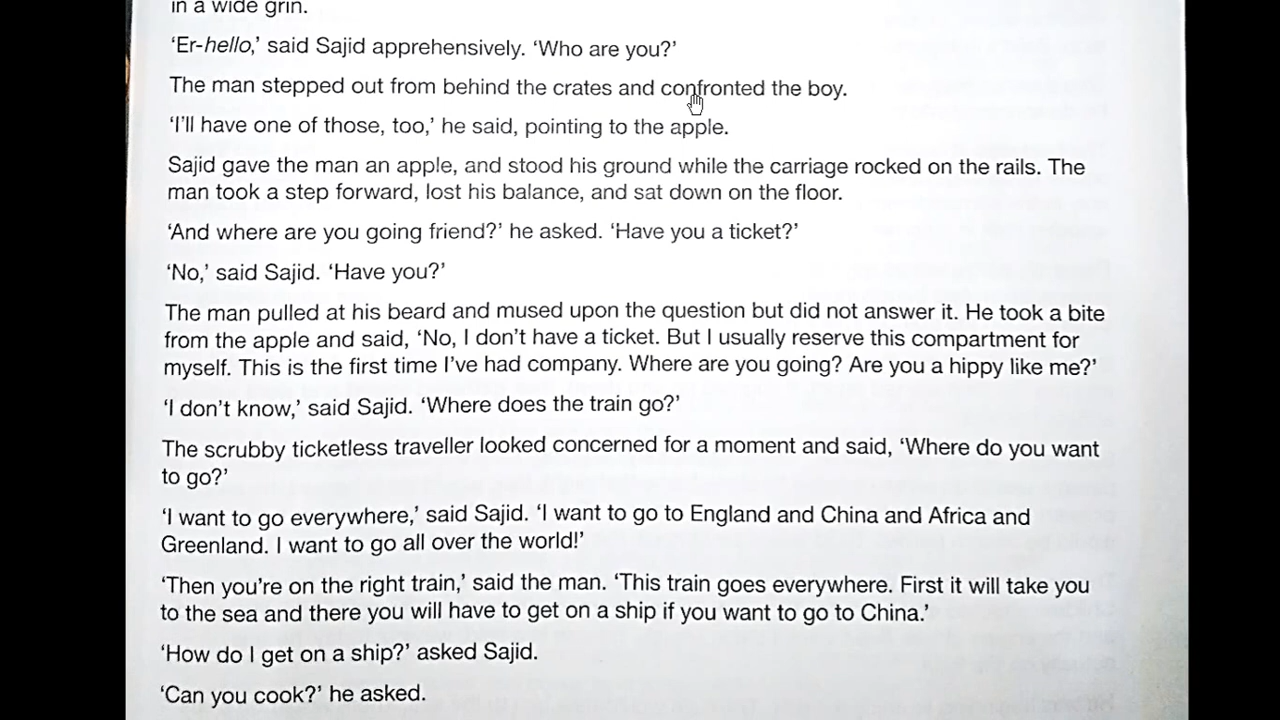 in a wide grin.
‘Er-hello,’ said Sajid apprehensively. ‘Who are you?’
The man stepped out from behind the crates and confronted the boy.
‘I’ll have one of those, too,’ he said, pointing to the apple.
Sajid gave the man an apple, and stood his ground while the carriage rocked on the rails. The
man took a step forward, lost his balance, and sat down on the floor.
‘And where are you going friend?’ he asked. ‘Have you a ticket?’
‘No,’ said Sajid. ‘Have you?’
The man pulled at his beard and mused upon the question but did not answer it. He took a bite
from the apple and said, ‘No, I don’t have a ticket. But I usually reserve this compartment for
myself. This is the first time I’ve had company. Where are you going? Are you a hippy like me?’
‘I don’t know,’ said Sajid. ‘Where does the train go?’
The scrubby ticketless traveller looked concerned for a moment and said, ‘Where do you want
to go?’
‘I want to go everywhere,’ said Sajid. ‘I want to go to England and China and Africa and
Greenland. I want to go all over the world!’
‘Then you’re on the right train,’ said the man. ‘This train goes everywhere. First it will take you
to the sea and there you will have to get on a ship if you want to go to China.’
‘How do I get on a ship?’ asked Sajid.
‘Can you cook?’ he asked.